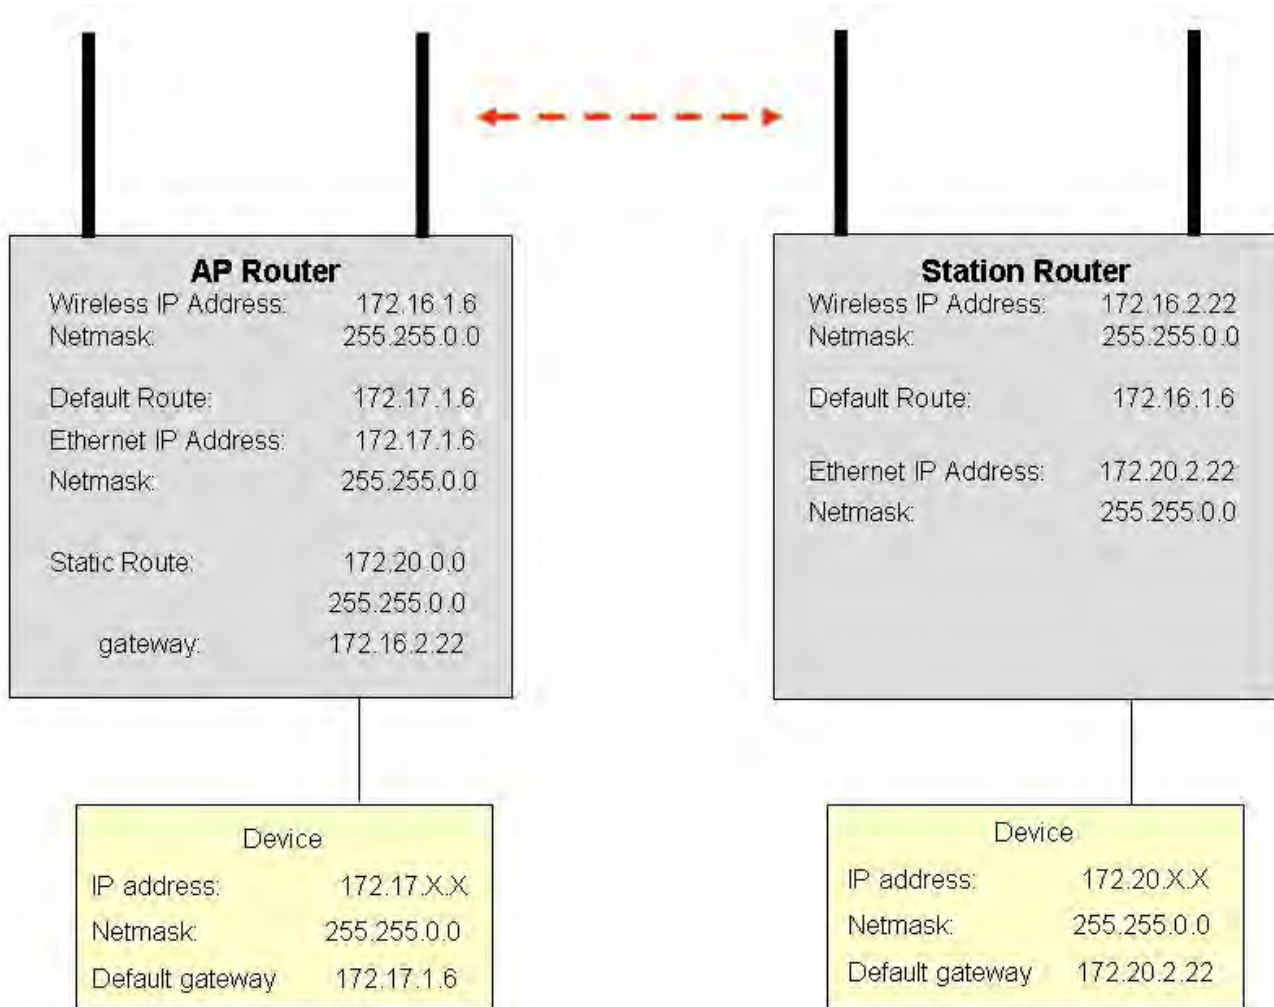 AP Router
Wireless IP Address: 172.16.1.6
Netmask: 255.255.0.0
Default Route: 172.17.1.6
Ethernet IP Address: 172.17.1.6
Netmask: 255.255.0.0
Static Route: 172.20.0.0
255.255.0.0
gateway: 172.16.2.22
Device
IP address: 172.17.X.X
Netmask: 255.255.0.0
Default gateway 172.17.1.6
Station Router
Wireless IP Address: 172.16.2.22
Netmask: 255.255.0.0
Default Route: 172.16.1.6
Ethernet IP Address: 172.20.2.22
Netmask: 255.255.0.0
Device
IP address: 172.20.X.X
Netmask: 255.255.0.0
Default gateway 172.20.2.22